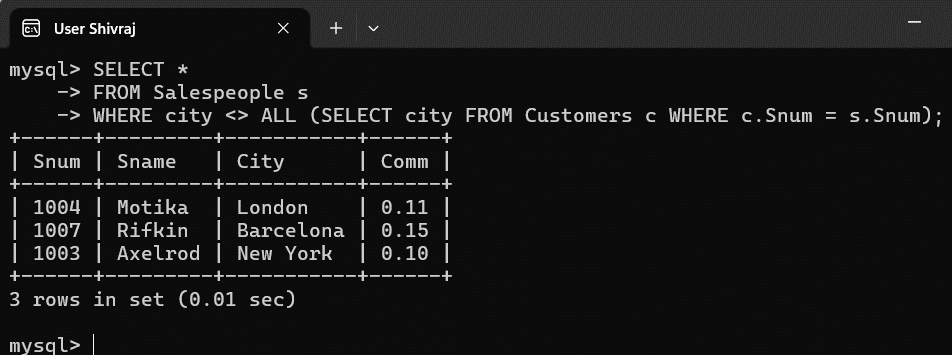 User Shivraj
mysql> SELECT *
    -> FROM Salespeople s
    -> WHERE city <> ALL (SELECT city FROM Customers c WHERE c.Snum = s.Snum);
+------+---------+-----------+------+
| Snum | Sname   | City      | Comm |
+------+---------+-----------+------+
| 1004 | Motika  | London    | 0.11 |
| 1007 | Rifkin  | Barcelona | 0.15 |
| 1003 | Axelrod | New York  | 0.10 |
+------+---------+-----------+------+
3 rows in set (0.01 sec)
mysql>